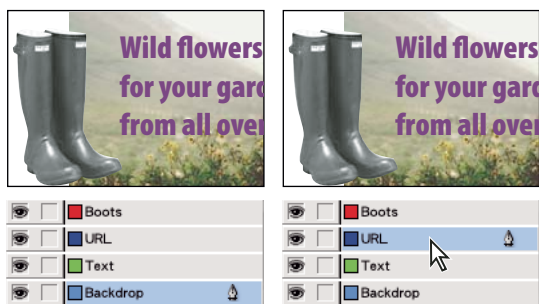 Wild flowers
for your gard
from all over
Wild flowers
for your gard
from all over
Boots
URL
Text
Backdrop
Boots
URL
Text
Backdrop